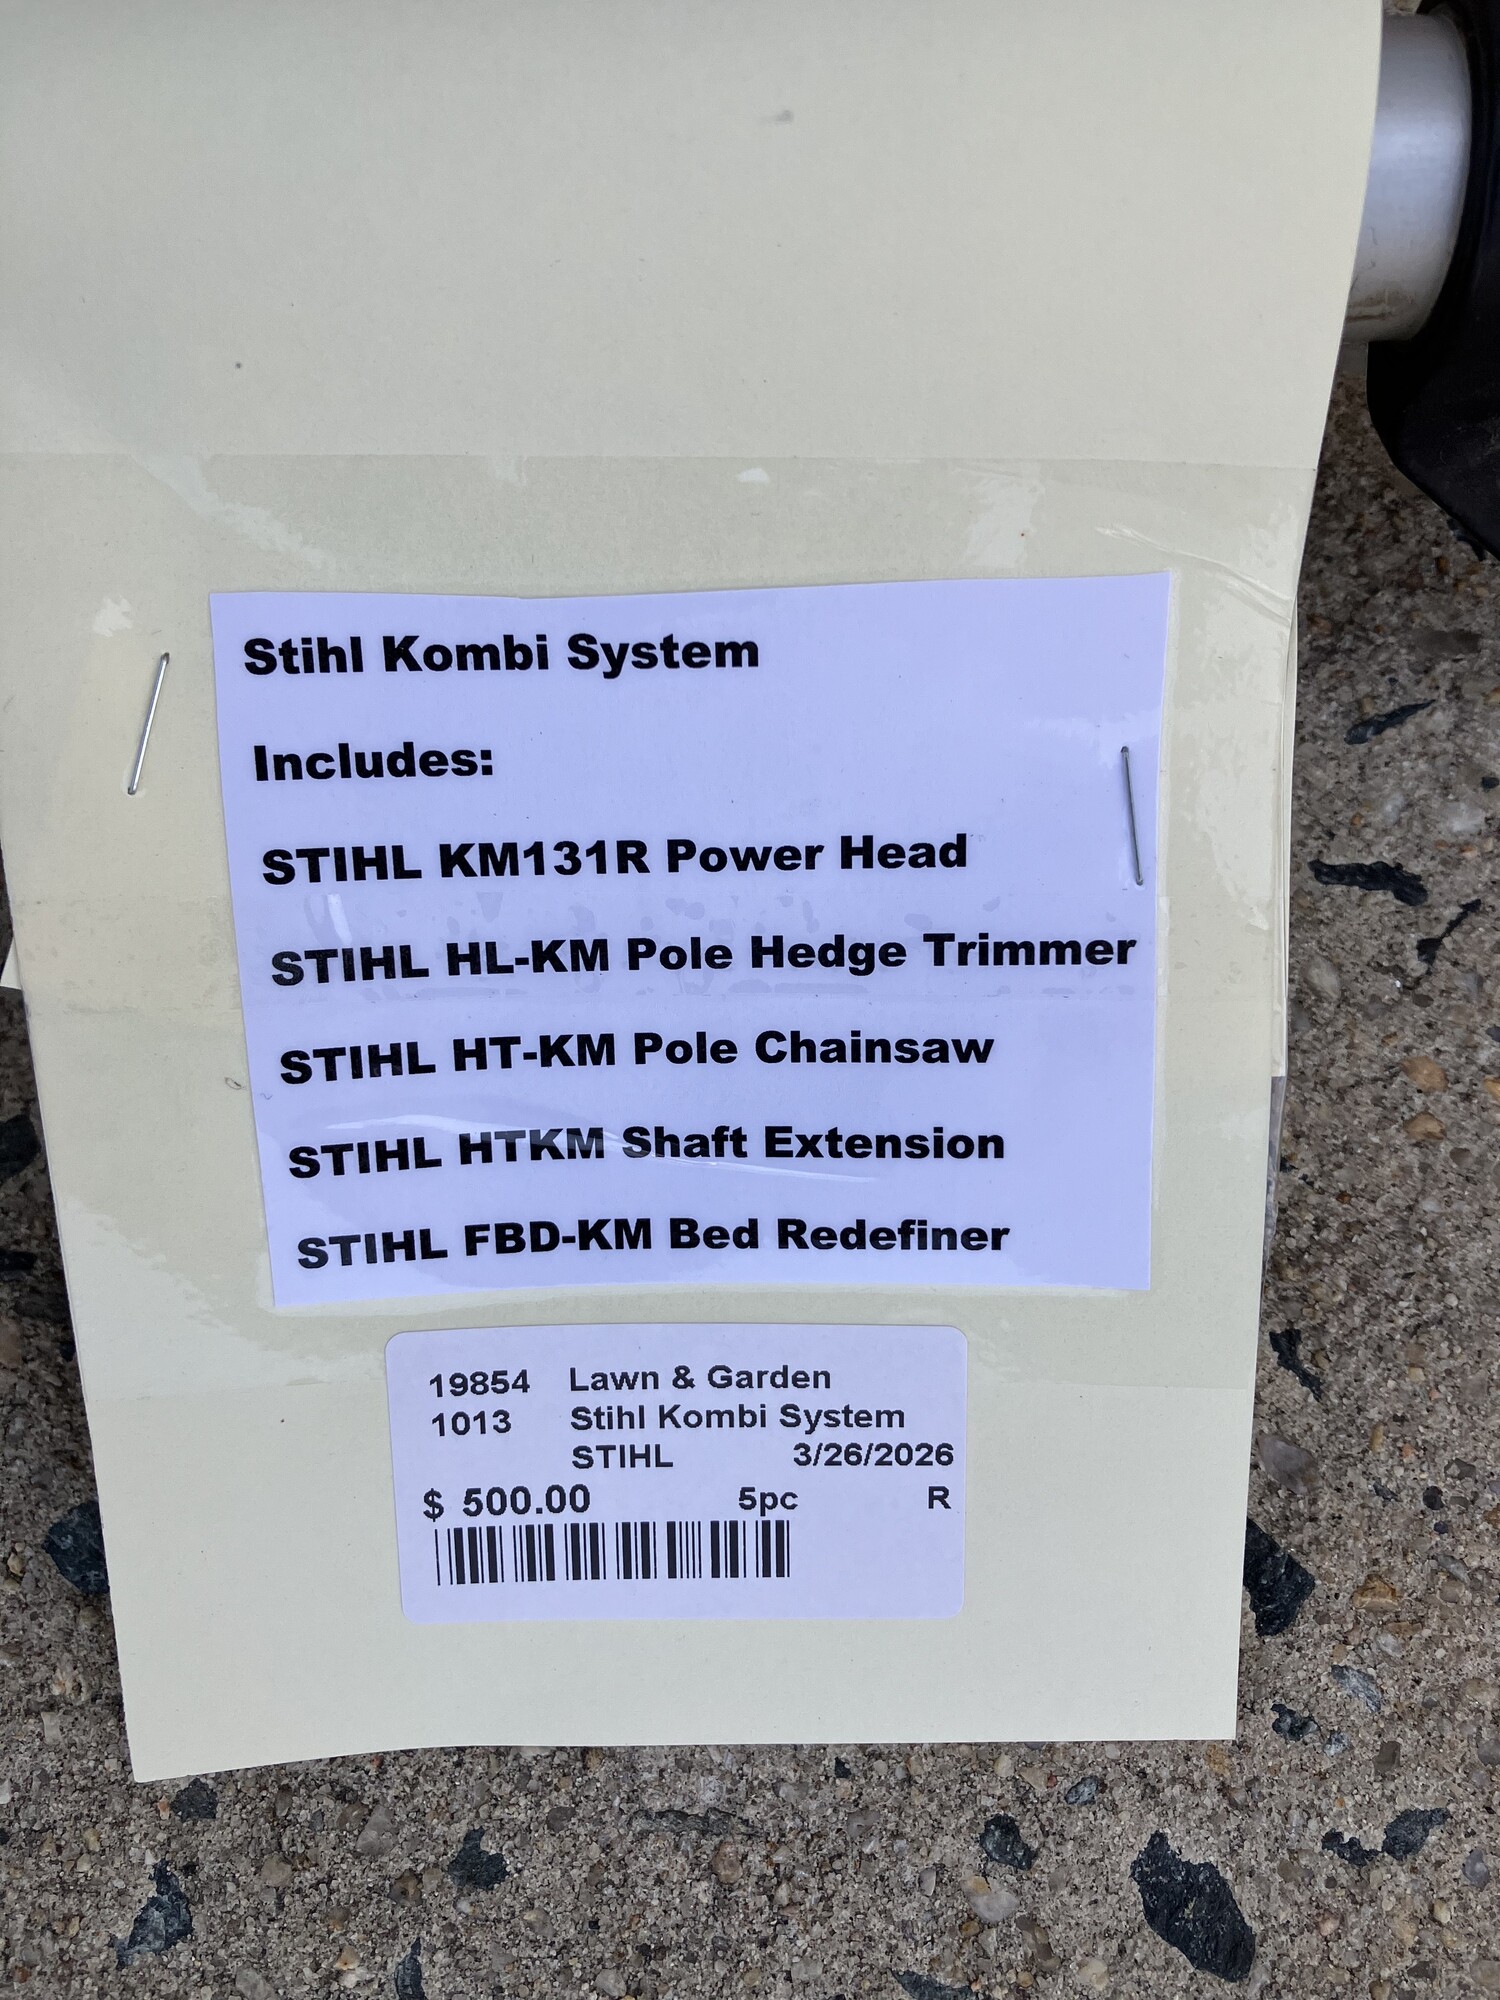 Stihl Kombi System
Includes:
STIHL KM131R Power Head
STIHL HL-KM Pole Hedge Trimmer
STIHL HT-KM Pole Chainsaw
STIHL HTKM Shaft Extension
STIHL FBD-KM Bed Redefiner
19854 Lawn & Garden
1013 Stihl Kombi System
STIHL 3/26/2026
$ 500.00 5pc R